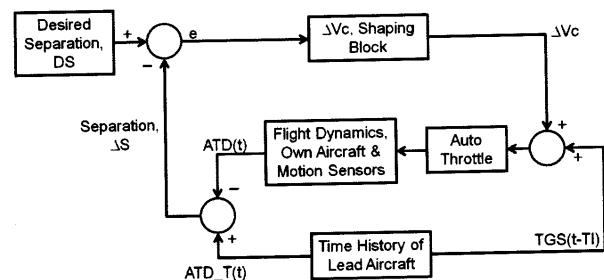 Desired
Separation,
DS
+
−
e
ΔVc, Shaping
Block
ΔVc
Separation,
ΔS
ATD(t)
Flight Dynamics,
Own Aircraft &
Motion Sensors
Auto
Throttle
+
+
−
+
ATD_T(t)
Time History of
Lead Aircraft
TGS(t-TI)